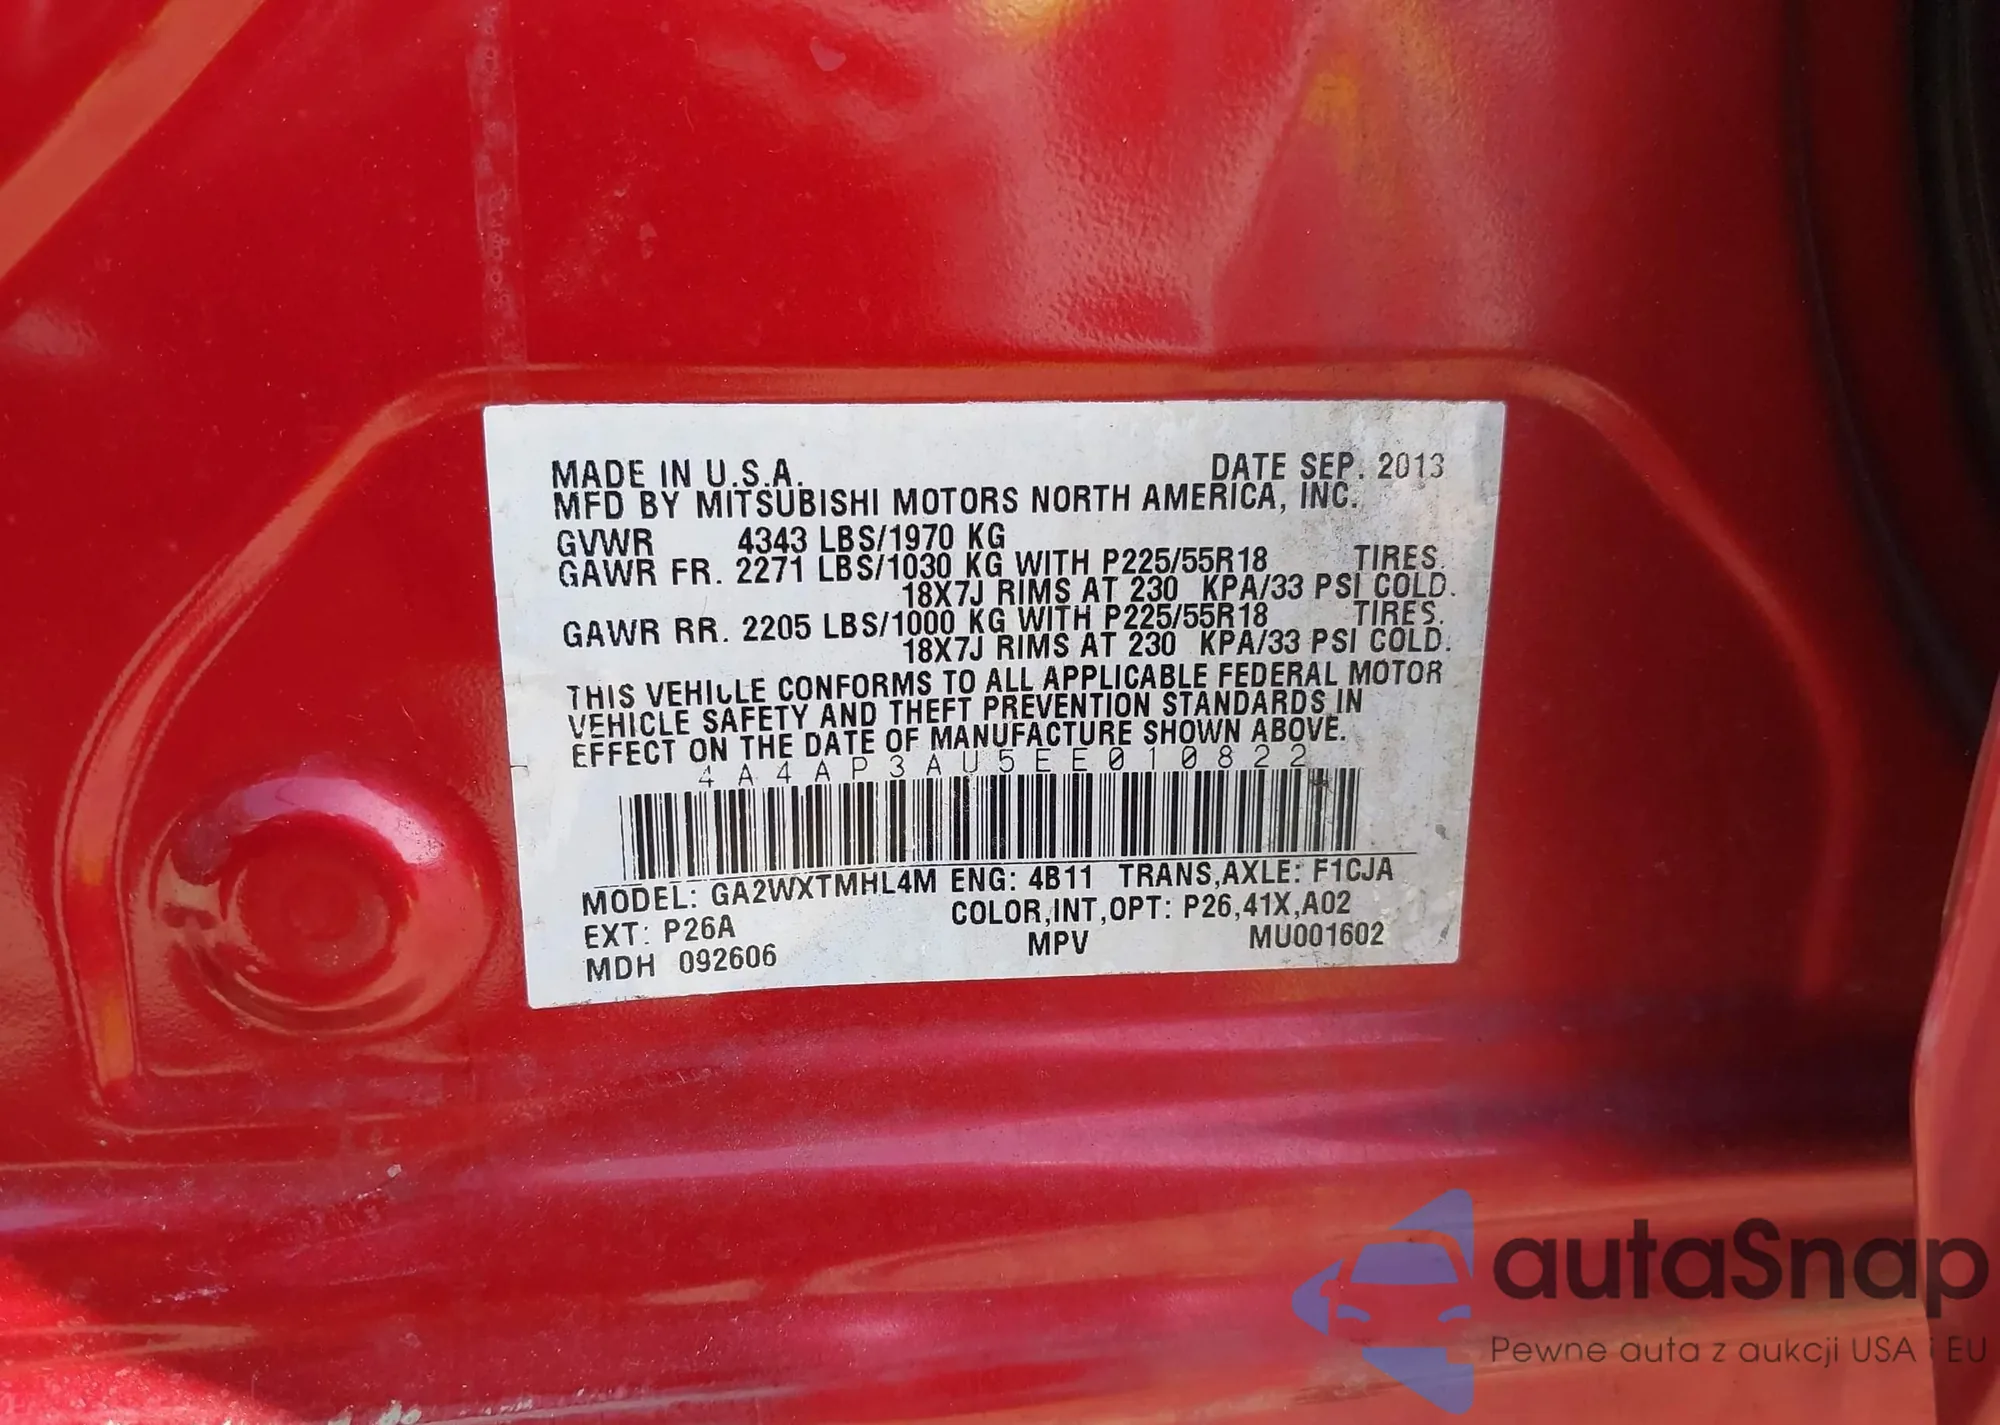 MADE IN U.S.A. DATE SEP. 2013
MFD BY MITSUBISHI MOTORS NORTH AMERICA, INC.
GVWR 4343 LBS/1970 KG
GAWR FR. 2271 LBS/1030 KG WITH P225/55R18 TIRES.
18X7J RIMS AT 230 KPA/33 PSI COLD.
GAWR RR. 2205 LBS/1000 KG WITH P225/55R18 TIRES.
18X7J RIMS AT 230 KPA/33 PSI COLD.
THIS VEHICLE CONFORMS TO ALL APPLICABLE FEDERAL MOTOR
VEHICLE SAFETY AND THEFT PREVENTION STANDARDS IN
EFFECT ON THE DATE OF MANUFACTURE SHOWN ABOVE.
4A4AP3AU5EE010822
MODEL: GA2WXTMHL4M ENG: 4B11 TRANS,AXLE: F1CJA
EXT: P26A COLOR,INT,OPT: P26,41X,A02
MDH 092606 MPV MU001602
autaSnap
Pewne auta z aukcji USA i EU